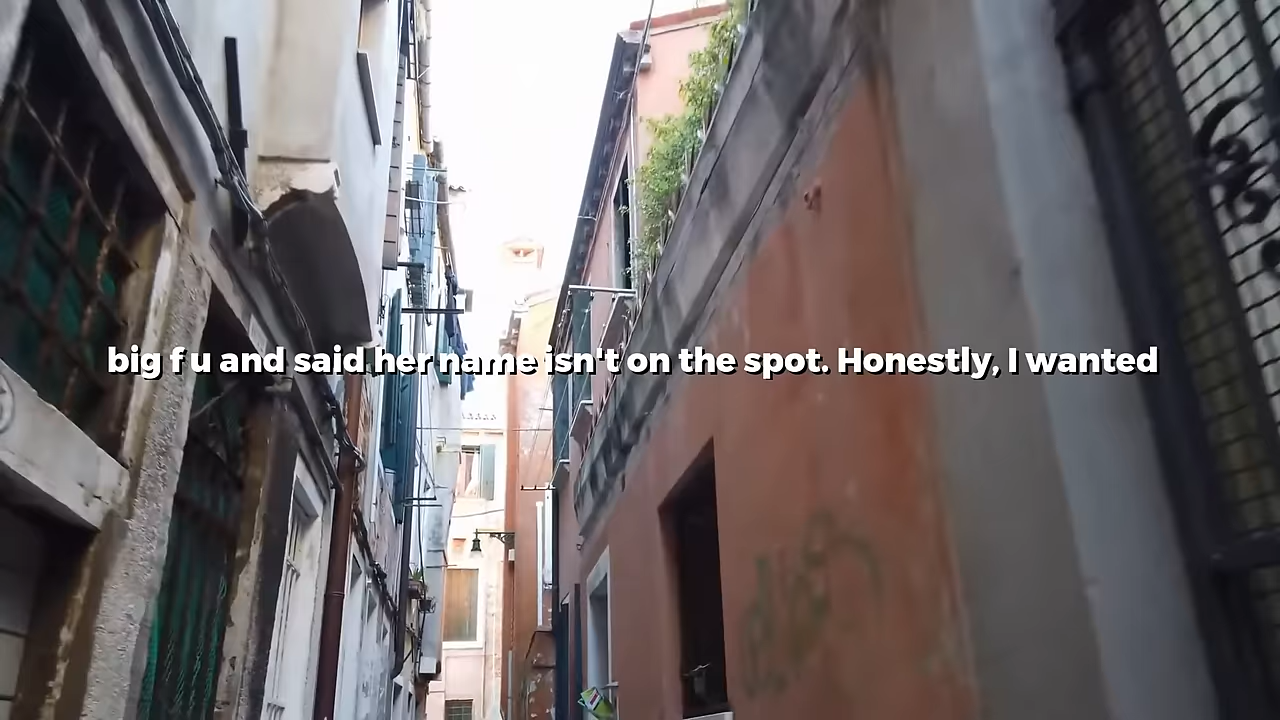 big f u and said her name isn't on the spot. Honestly, I wanted